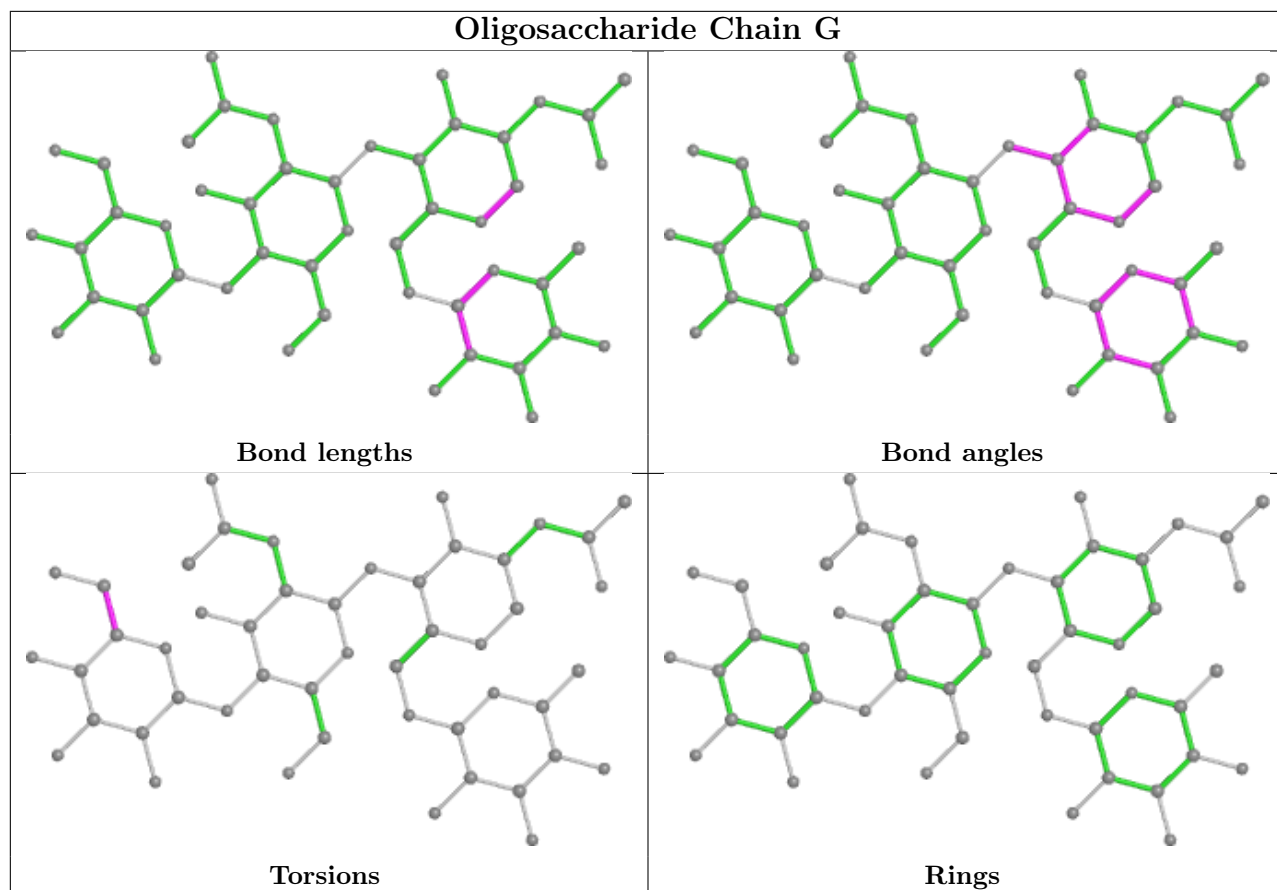 Oligosaccharide Chain G
Bond lengths
Bond angles
Torsions
Rings